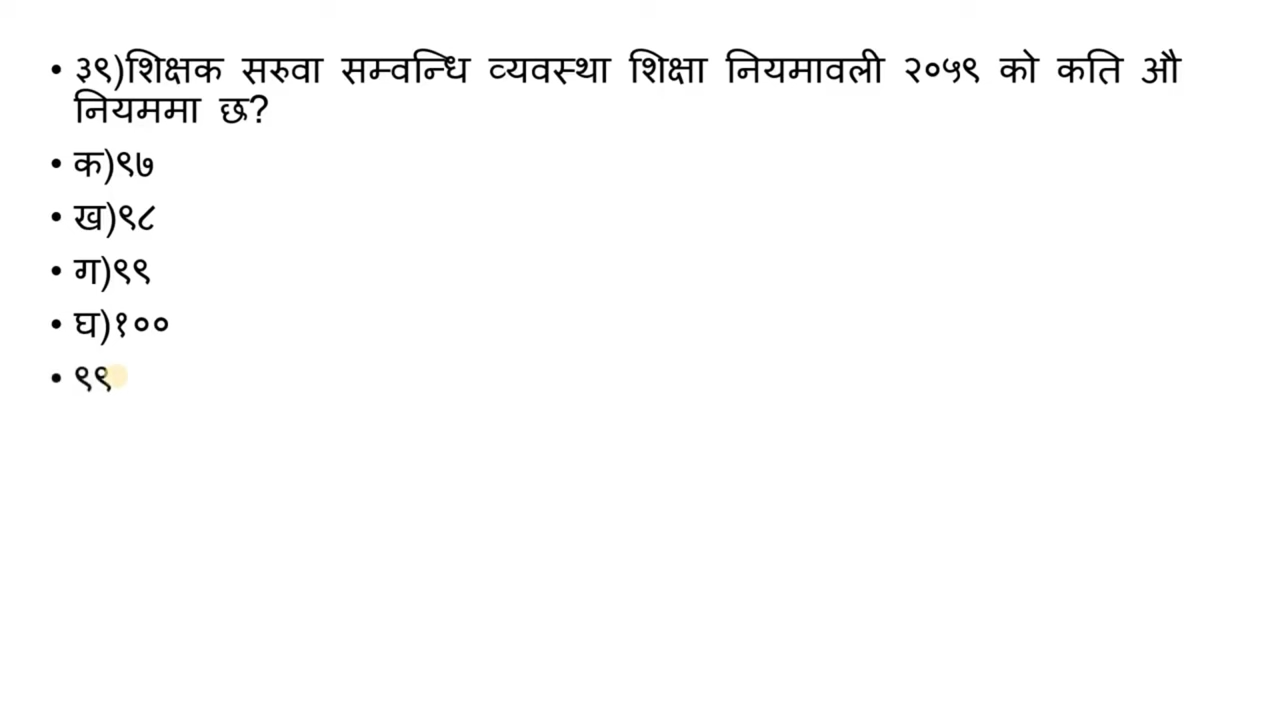 • ३९)शिक्षक सरुवा सम्वन्धि व्यवस्था शिक्षा नियमावली २०५९ को कति औ
नियममा छ?
• क)९७
• ख)९८
• ग)९९
• घ)१००
• ९९